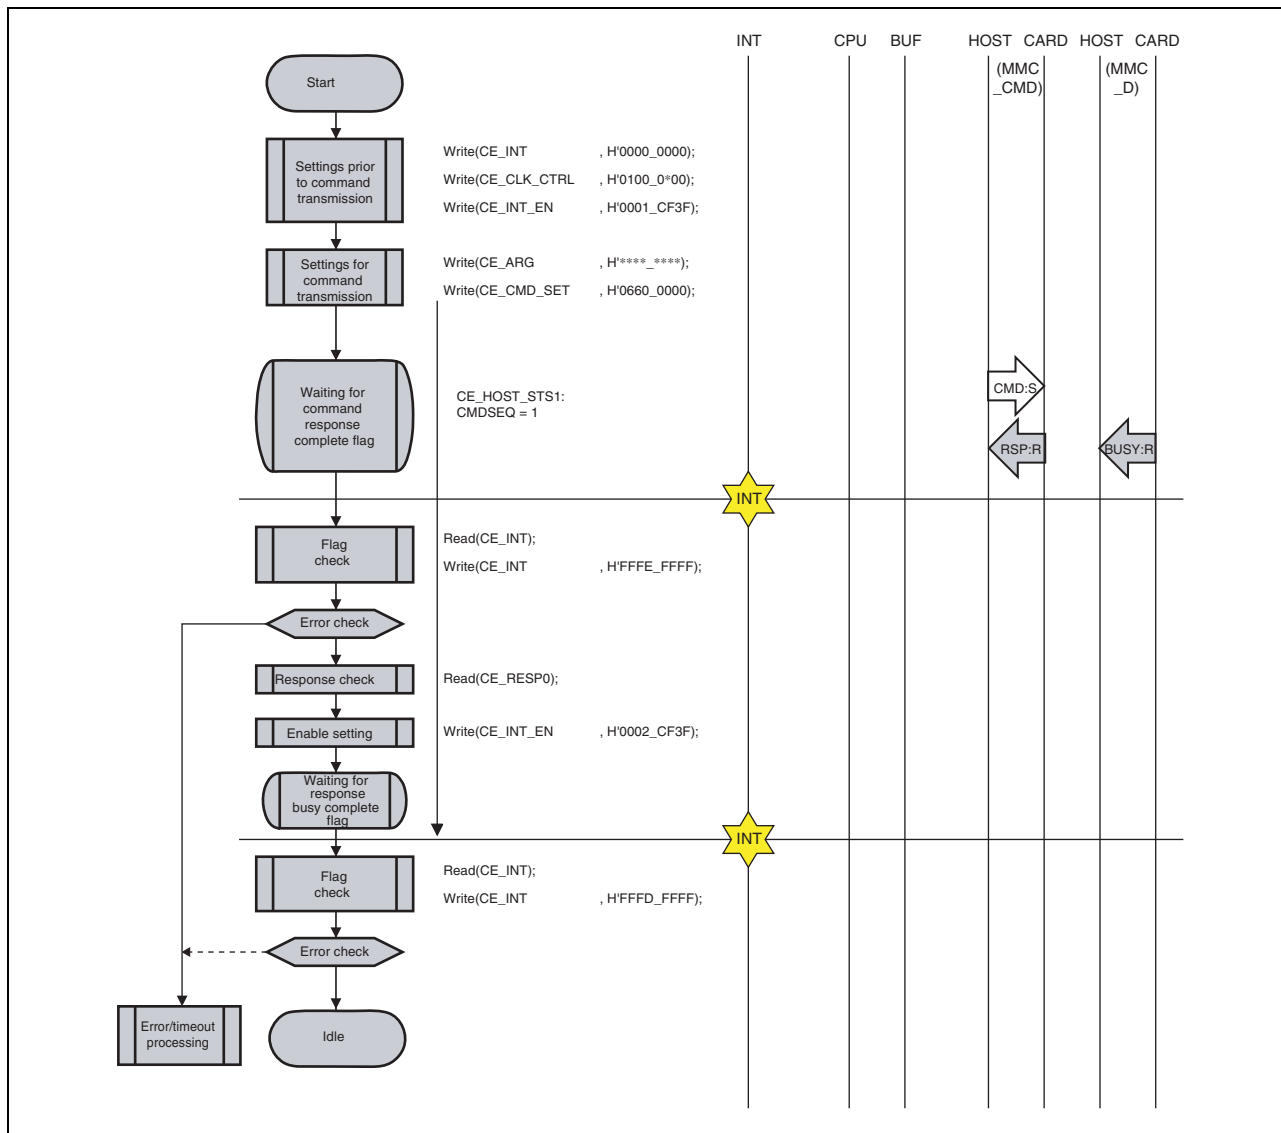 INT CPU BUF HOST CARD HOST CARD
(MMC
_CMD)
(MMC
_D)
Start
Settings prior
to command
transmission
Write(CE_INT , H'0000_0000);
Write(CE_CLK_CTRL , H'0100_0*00);
Write(CE_INT_EN , H'0001_CF3F);
Settings for
command
transmission
Write(CE_ARG , H'****_****);
Write(CE_CMD_SET , H'0660_0000);
Waiting for
command
response
complete flag
CE_HOST_STS1:
CMDSEQ = 1
CMD:S
RSP:R
BUSY:R
INT
Flag
check
Read(CE_INT);
Write(CE_INT , H'FFFE_FFFF);
Error check
Response check
Read(CE_RESP0);
Enable setting
Write(CE_INT_EN , H'0002_CF3F);
Waiting for
response
busy complete
flag
INT
Flag
check
Read(CE_INT);
Write(CE_INT , H'FFFD_FFFF);
Error check
Error/timeout
processing
Idle